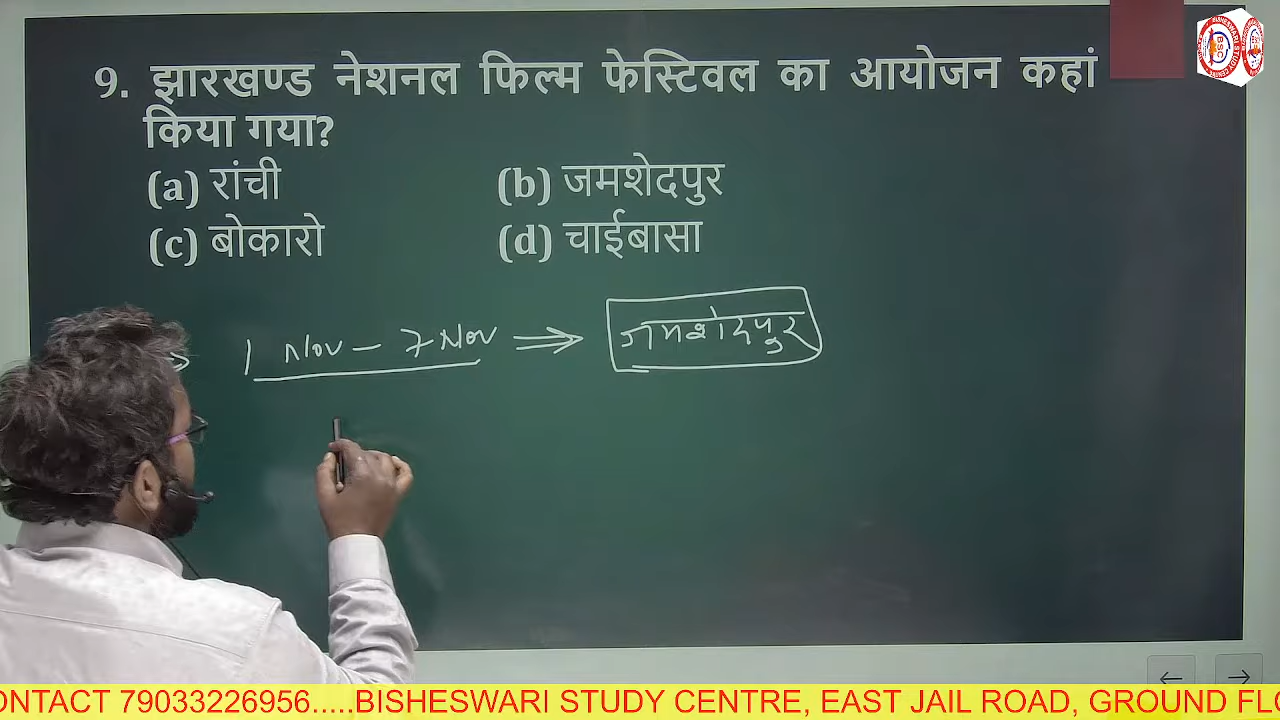 9. झारखण्ड नेशनल फिल्म फेस्टिवल का आयोजन कहां
किया गया?
(a) रांची (b) जमशेदपुर
(c) बोकारो (d) चाईबासा
1 Nov – 7 Nov ⇒ जमशेदपुर
ONTACT 79033226956.....BISHESWARI STUDY CENTRE, EAST JAIL ROAD, GROUND FLO